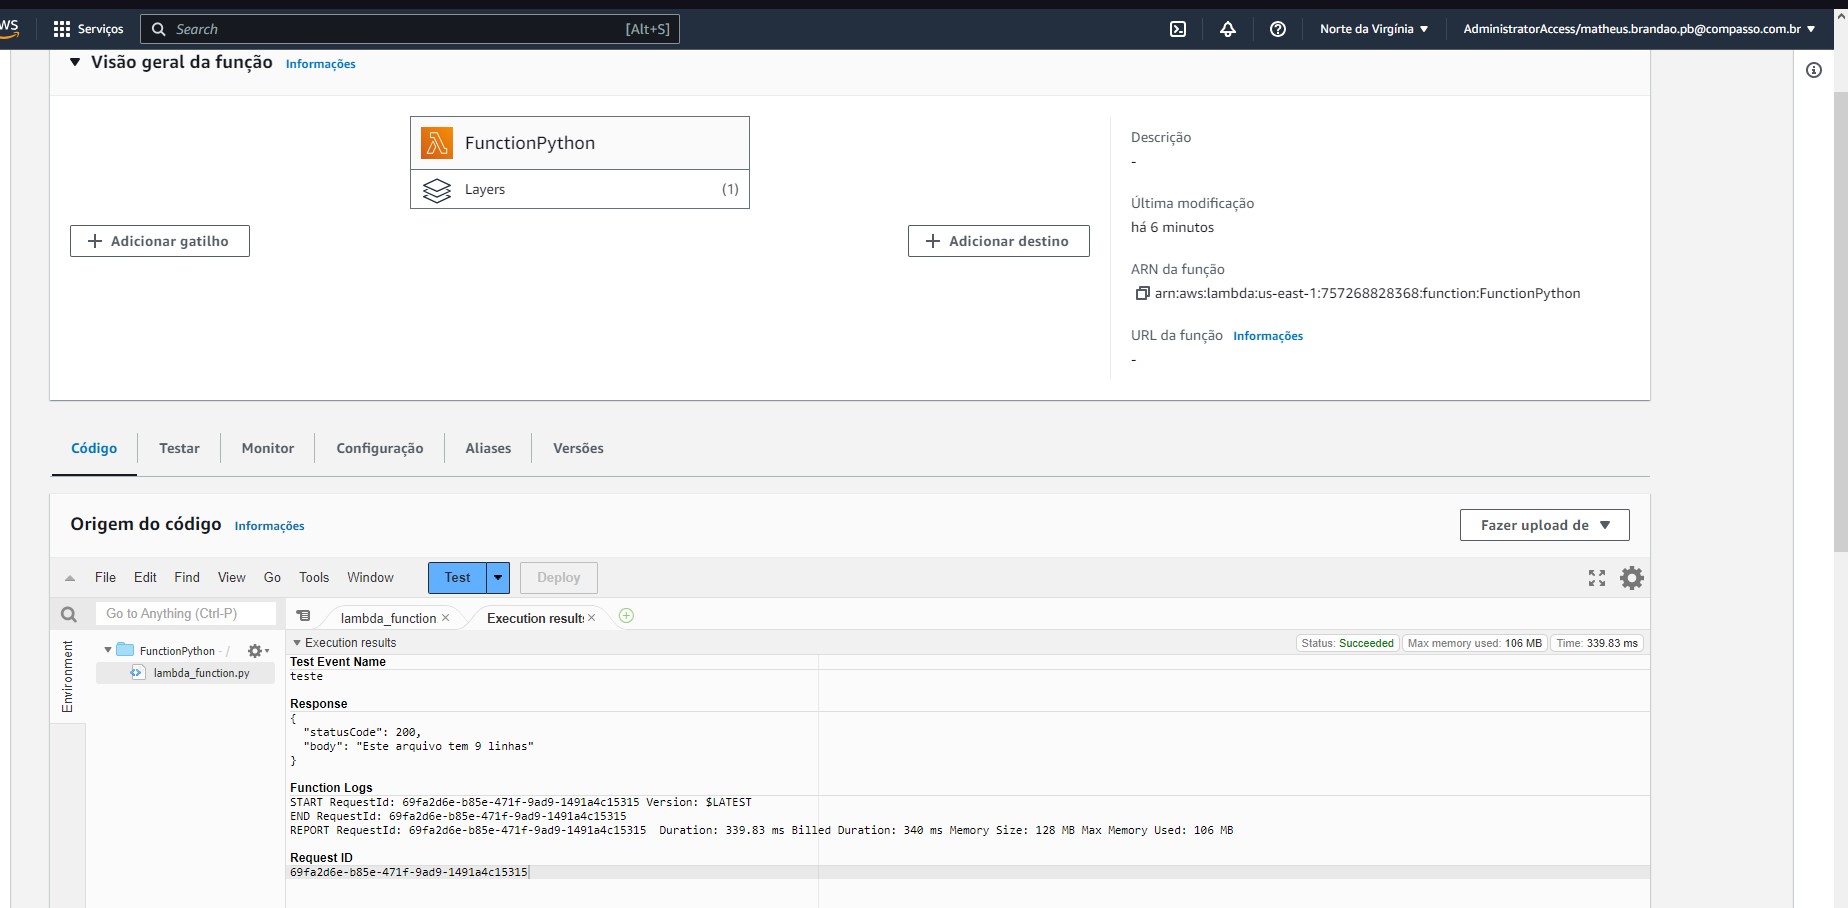 WS
Serviços
Search [Alt+S]
Norte da Virgínia
AdministratorAccess/matheus.brandao.pb@compasso.com.br
Visão geral da função Informações
FunctionPython
Layers (1)
Adicionar gatilho
Adicionar destino
Descrição
-
Última modificação
há 6 minutos
ARN da função
arn:aws:lambda:us-east-1:757268828368:function:FunctionPython
URL da função Informações
-
Código Testar Monitor Configuração Aliases Versões
Origem do código Informações
Fazer upload de
File Edit Find View Go Tools Window Test Deploy
Go to Anything (Ctrl-P)
lambda_function
Execution result:
Environment
FunctionPython - /
lambda_function.py
Execution results
Status: Succeeded Max memory used: 106 MB Time: 339.83 ms
Test Event Name
teste
Response
{
"statusCode": 200,
"body": "Este arquivo tem 9 linhas"
}
Function Logs
START RequestId: 69fa2d6e-b85e-471f-9ad9-1491a4c15315 Version: $LATEST
END RequestId: 69fa2d6e-b85e-471f-9ad9-1491a4c15315
REPORT RequestId: 69fa2d6e-b85e-471f-9ad9-1491a4c15315 Duration: 339.83 ms Billed Duration: 340 ms Memory Size: 128 MB Max Memory Used: 106 MB
Request ID
69fa2d6e-b85e-471f-9ad9-1491a4c15315